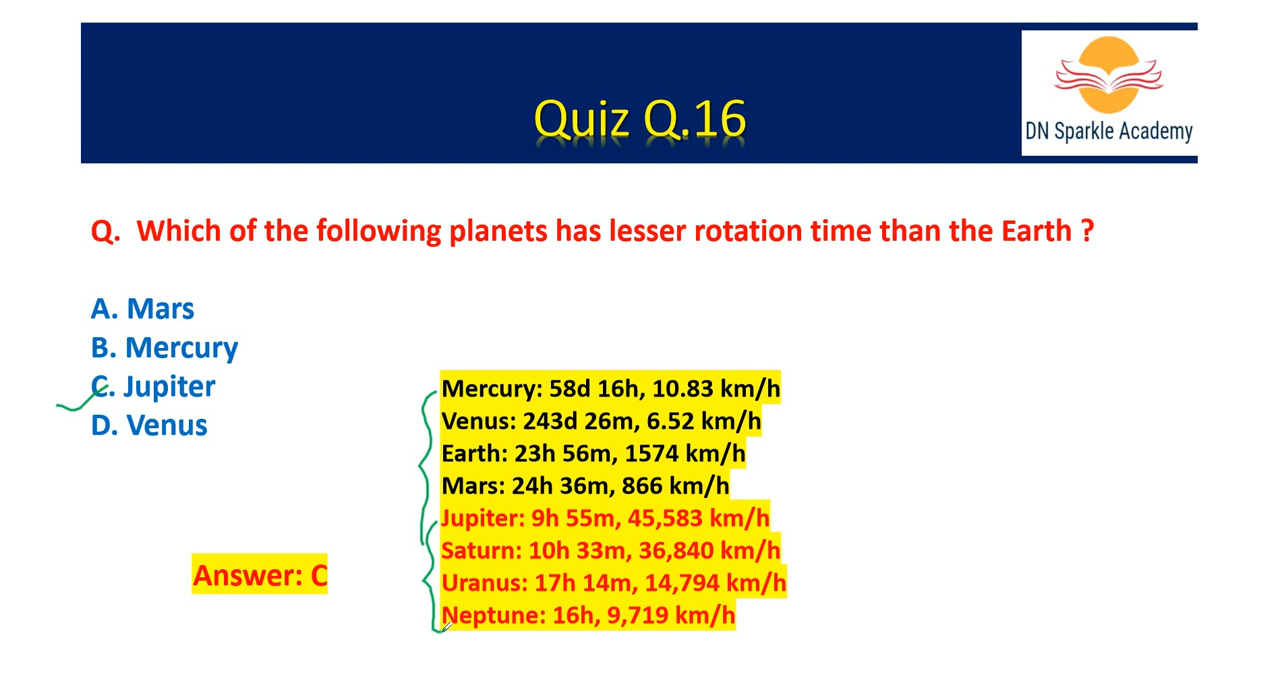 Quiz Q.16
DN Sparkle Academy
Q. Which of the following planets has lesser rotation time than the Earth ?
A. Mars
B. Mercury
C. Jupiter
D. Venus
Mercury: 58d 16h, 10.83 km/h
Venus: 243d 26m, 6.52 km/h
Earth: 23h 56m, 1574 km/h
Mars: 24h 36m, 866 km/h
Jupiter: 9h 55m, 45,583 km/h
Saturn: 10h 33m, 36,840 km/h
Uranus: 17h 14m, 14,794 km/h
Neptune: 16h, 9,719 km/h
Answer: C